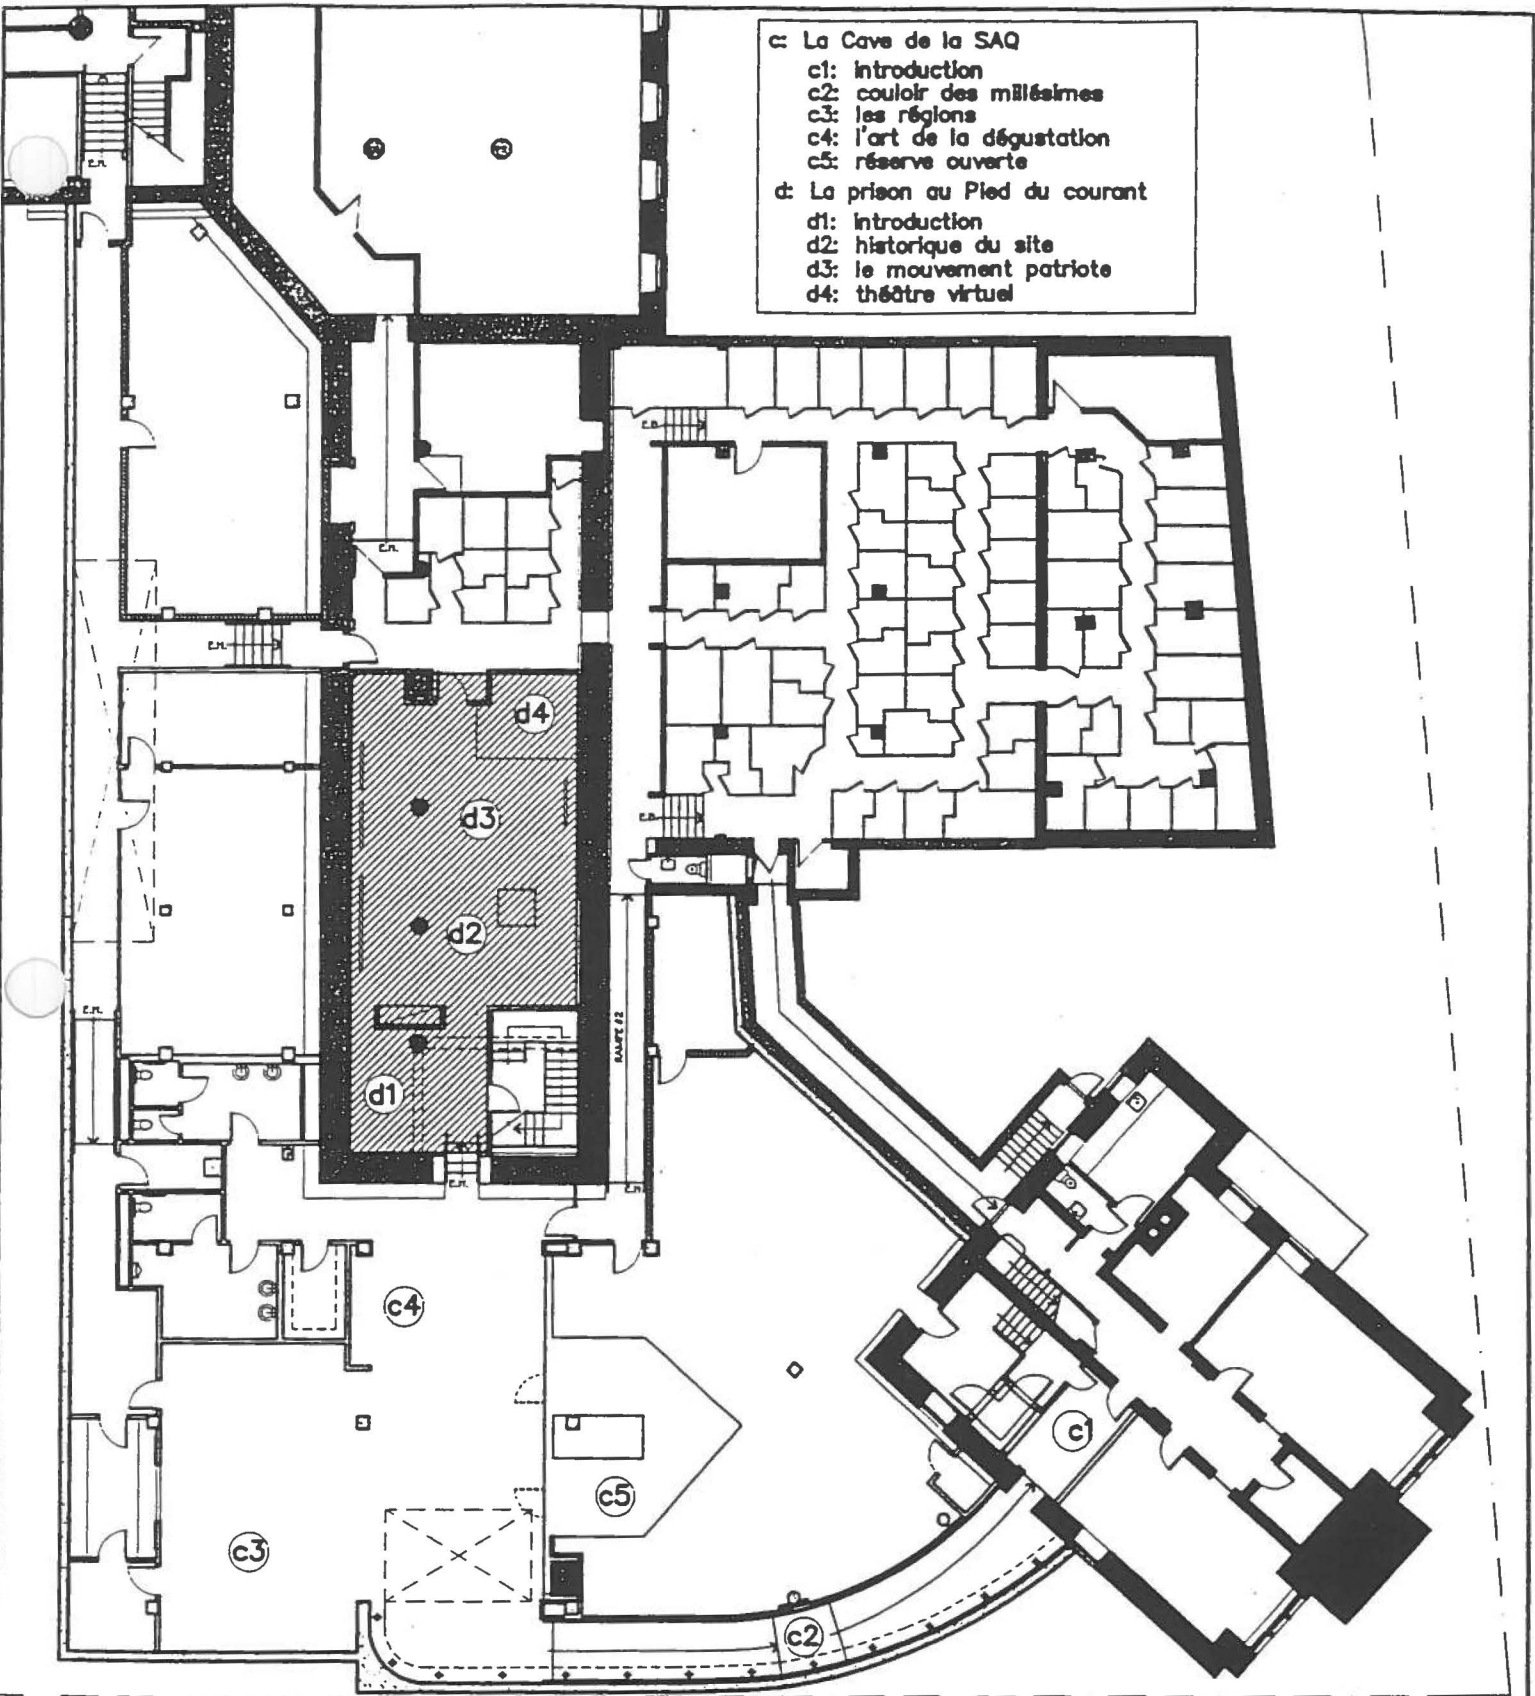 c: La Cave de la SAQ
c1: introduction
c2: couloir des millésimes
c3: les régions
c4: l'art de la dégustation
c5: réserve ouverte
d: La prison au Pied du courant
d1: introduction
d2: historique du site
d3: le mouvement patriote
d4: théâtre virtuel
d4
d3
d2
RAMPE #2
d1
c4
c1
c5
c3
c2